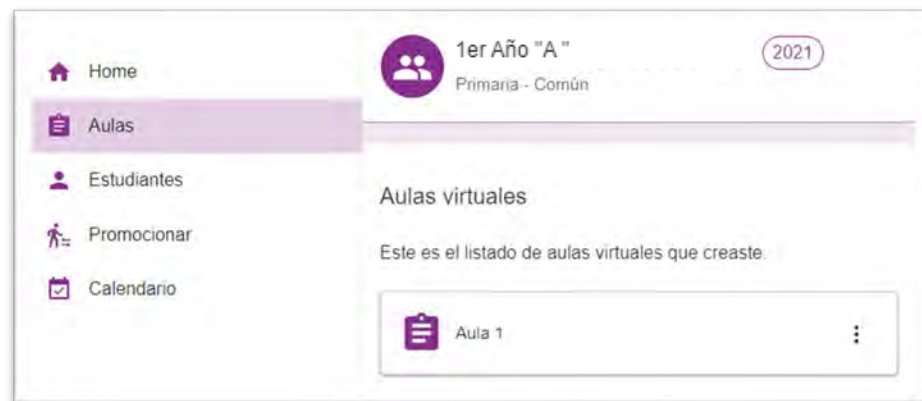 Home
Aulas
Estudiantes
Promocionar
Calendario
1er Año "A "
2021
Primaria - Común
Aulas virtuales
Este es el listado de aulas virtuales que creaste.
Aula 1